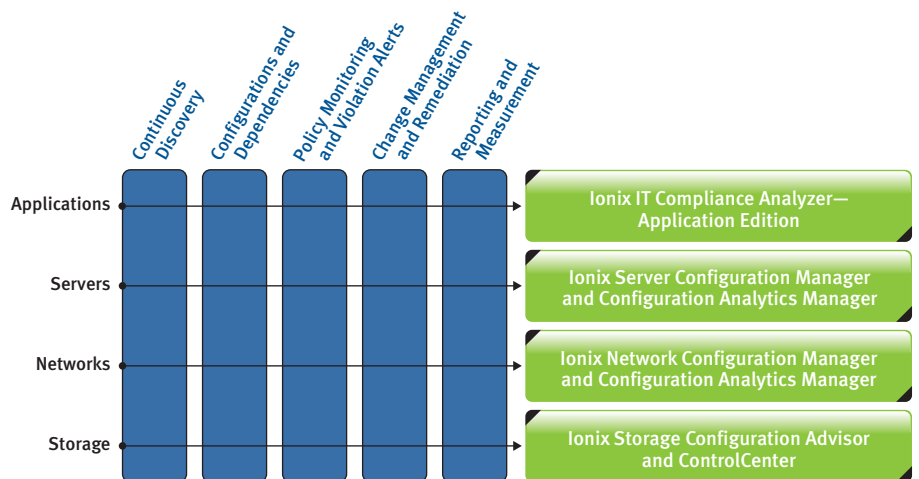 Continuous
Discovery
Configurations and
Dependencies
Policy Monitoring
and Violation Alerts
Change Management
and Remediation
Reporting and
Measurement
Applications
Ionix IT Compliance Analyzer—
Application Edition
Servers
Ionix Server Configuration Manager
and Configuration Analytics Manager
Networks
Ionix Network Configuration Manager
and Configuration Analytics Manager
Storage
Ionix Storage Configuration Advisor
and ControlCenter